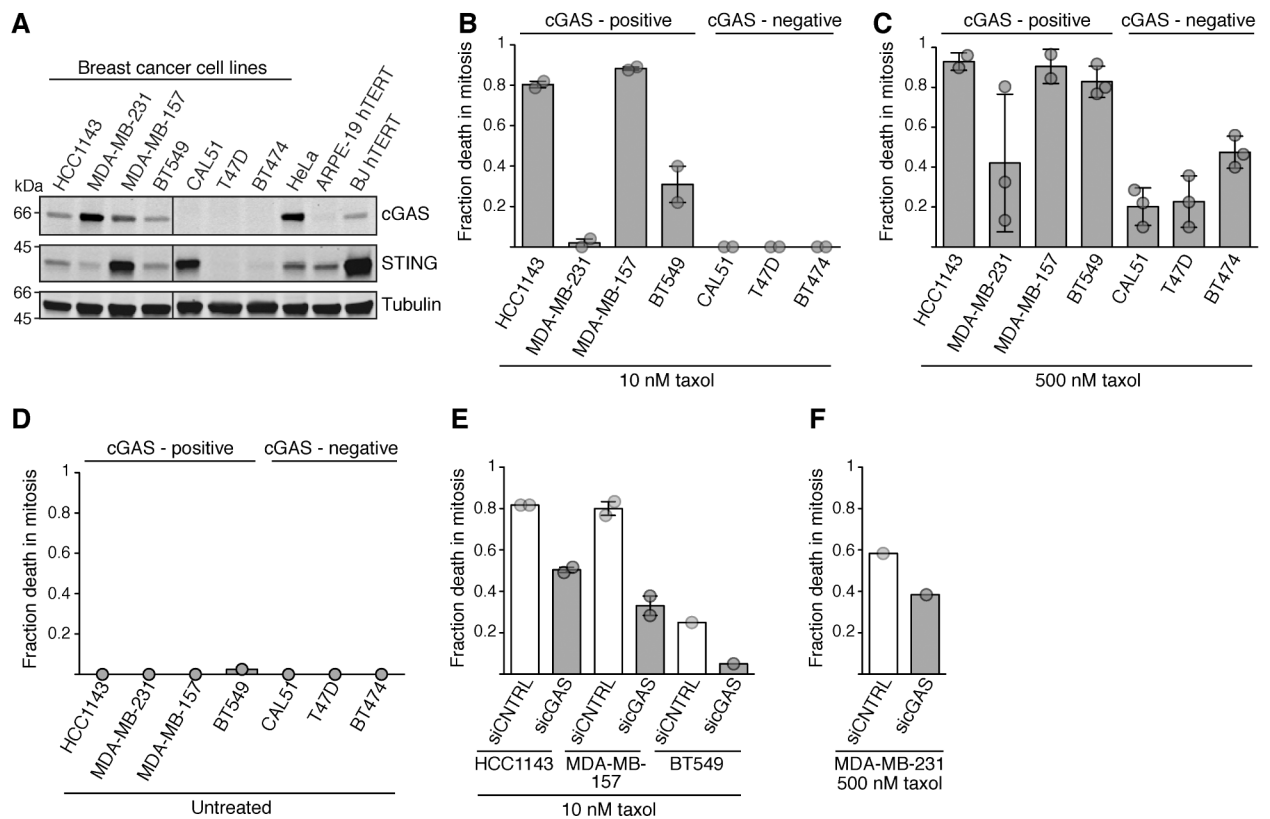 A
Breast cancer cell lines
HCC1143
MDA-MB-231
MDA-MB-157
BT549
CAL51
T47D
BT474
HeLa
ARPE-19 hTERT
BJ hTERT
kDa
66
cGAS
45
STING
66
45
Tubulin
B
cGAS - positive
cGAS - negative
Fraction death in mitosis
1
0.8
0.6
0.4
0.2
HCC1143
MDA-MB-231
MDA-MB-157
BT549
CAL51
T47D
BT474
10 nM taxol
C
cGAS - positive
cGAS - negative
Fraction death in mitosis
1
0.8
0.6
0.4
0.2
HCC1143
MDA-MB-231
MDA-MB-157
BT549
CAL51
T47D
BT474
500 nM taxol
D
cGAS - positive
cGAS - negative
Fraction death in mitosis
1
0.8
0.6
0.4
0.2
HCC1143
MDA-MB-231
MDA-MB-157
BT549
CAL51
T47D
BT474
Untreated
E
Fraction death in mitosis
1
0.8
0.6
0.4
0.2
siCNTRL
sicGAS
siCNTRL
sicGAS
siCNTRL
sicGAS
HCC1143
MDA-MB-
157
BT549
10 nM taxol
F
Fraction death in mitosis
1
0.8
0.6
0.4
0.2
siCNTRL
sicGAS
MDA-MB-231
500 nM taxol